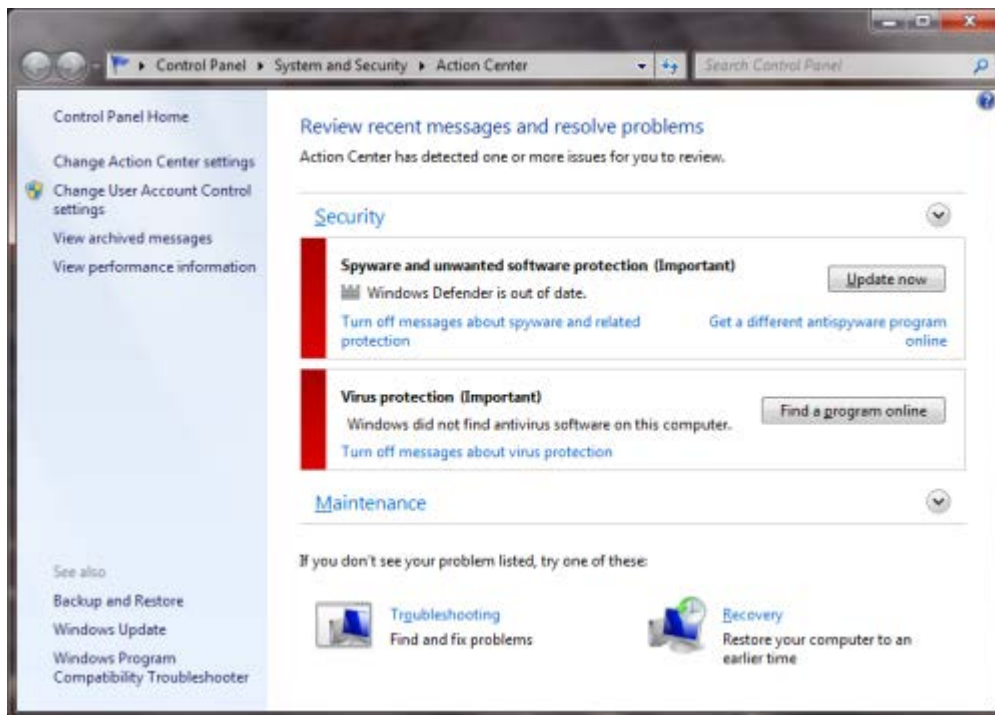 Control Panel ▸ System and Security ▸ Action Center
Search Control Panel
Control Panel Home
Change Action Center settings
Change User Account Control
settings
View archived messages
View performance information
See also
Backup and Restore
Windows Update
Windows Program
Compatibility Troubleshooter
Review recent messages and resolve problems
Action Center has detected one or more issues for you to review.
Security
Spyware and unwanted software protection (Important)
Update now
Windows Defender is out of date.
Turn off messages about spyware and related
protection
Get a different antispyware program
online
Virus protection (Important)
Find a program online
Windows did not find antivirus software on this computer.
Turn off messages about virus protection
Maintenance
If you don't see your problem listed, try one of these:
Troubleshooting
Find and fix problems
Recovery
Restore your computer to an
earlier time